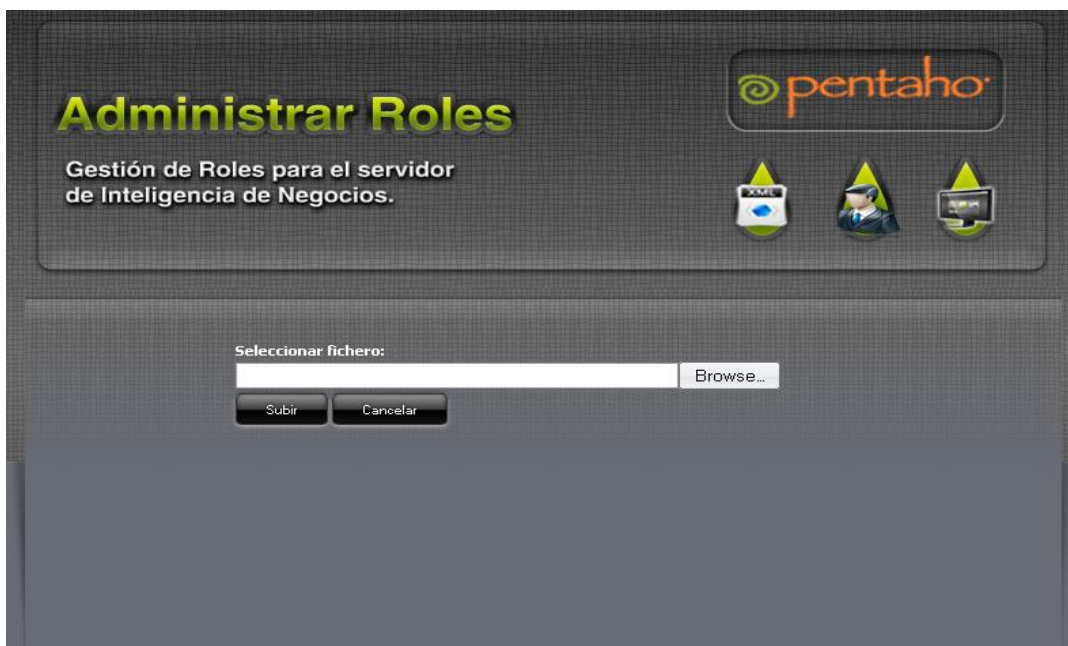 pentaho
Administrar Roles
Gestión de Roles para el servidor
de Inteligencia de Negocios.
XML
Seleccionar fichero:
Browse...
Subir
Cancelar